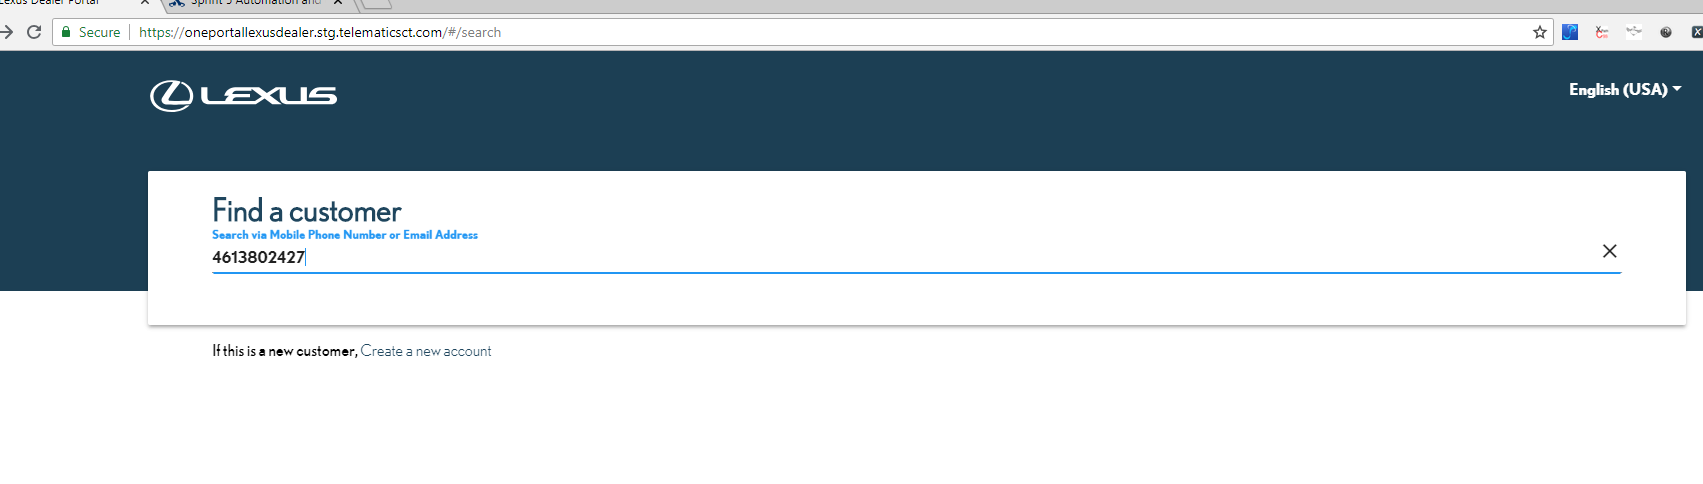 Lexus Dealer Portal
Sprint 5 Automation and
Secure
https://oneportallexusdealer.stg.telematicsct.com/#/search
LEXUS
English (USA)
Find a customer
Search via Mobile Phone Number or Email Address
4613802427
If this is a new customer, Create a new account